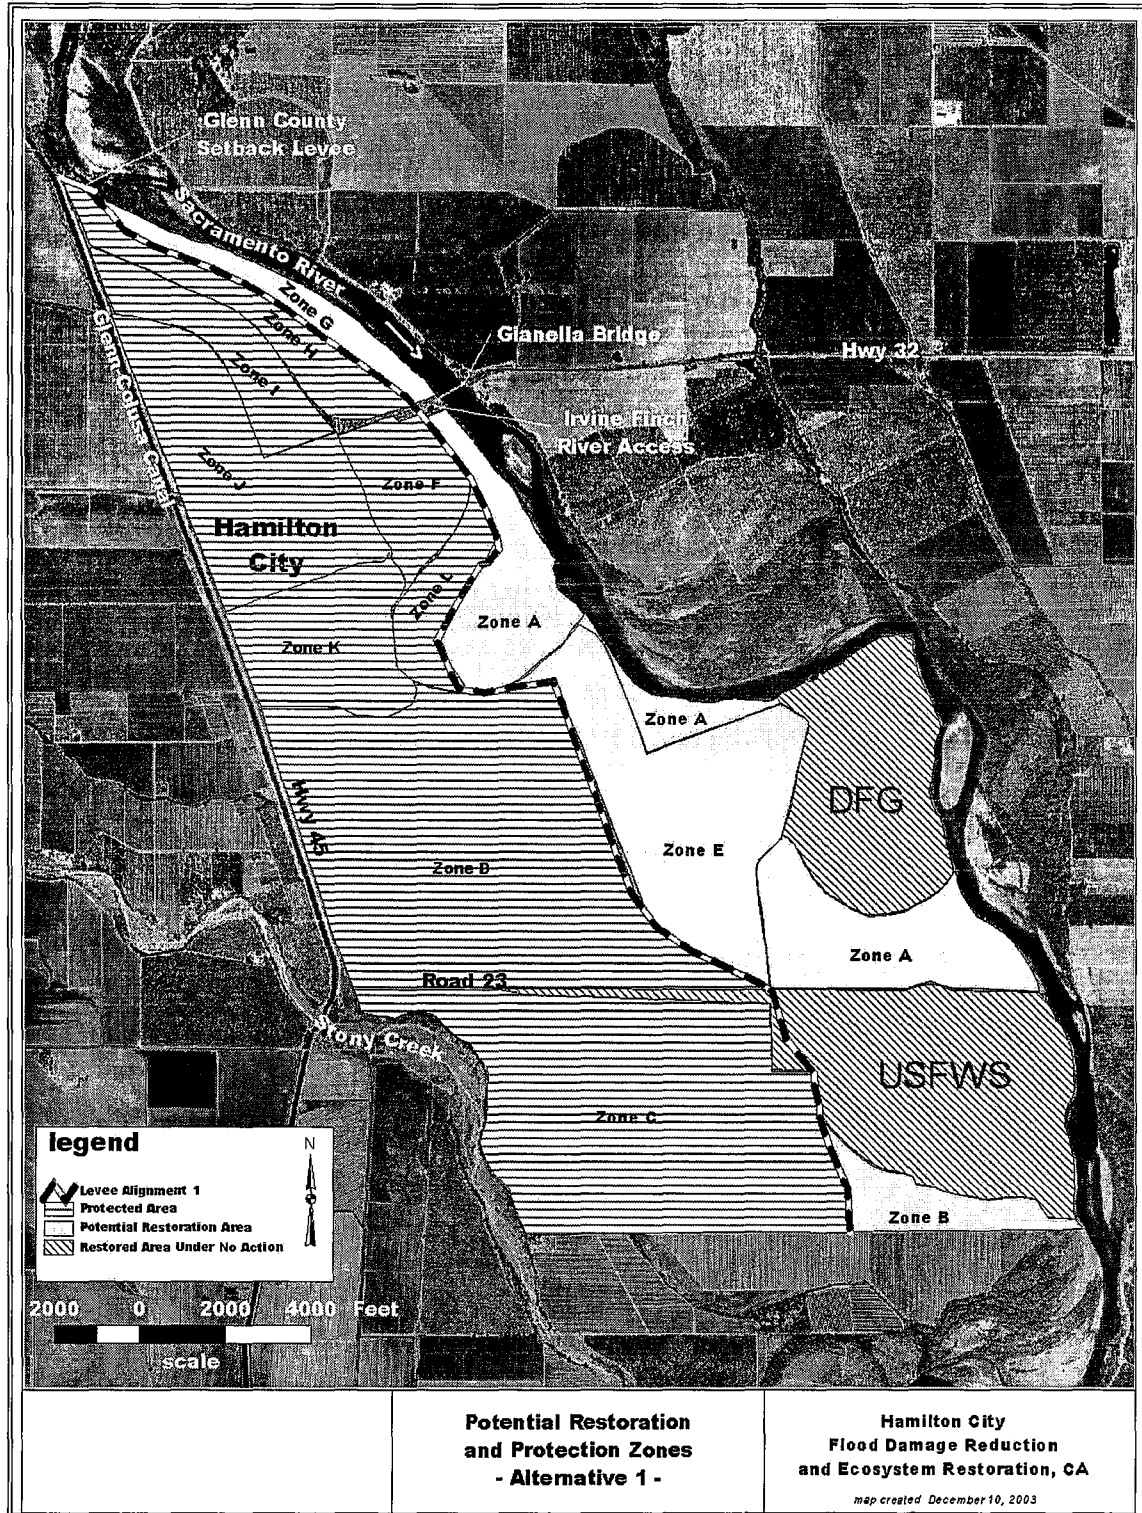 Glenn County
Setback Levee
Sacramento River
Zone G
Zone H
Gianella Bridge
Hwy 32
Zone I
Irvine Finch
River Access
Glenn Colusa Canal
Zone J
Zone F
Hamilton
City
Zone L
Zone A
Zone K
Zone A
DFG
Hwy 45
Zone E
Zone D
Zone A
Road 23
Stony Creek
USFWS
Zone C
Zone B
legend
N
Levee Alignment 1
Protected Area
Potential Restoration Area
Restored Area Under No Action
2000 0 2000 4000 Feet
scale
Potential Restoration
and Protection Zones
- Alternative 1 -
Hamilton City
Flood Damage Reduction
and Ecosystem Restoration, CA
map created December 10, 2003